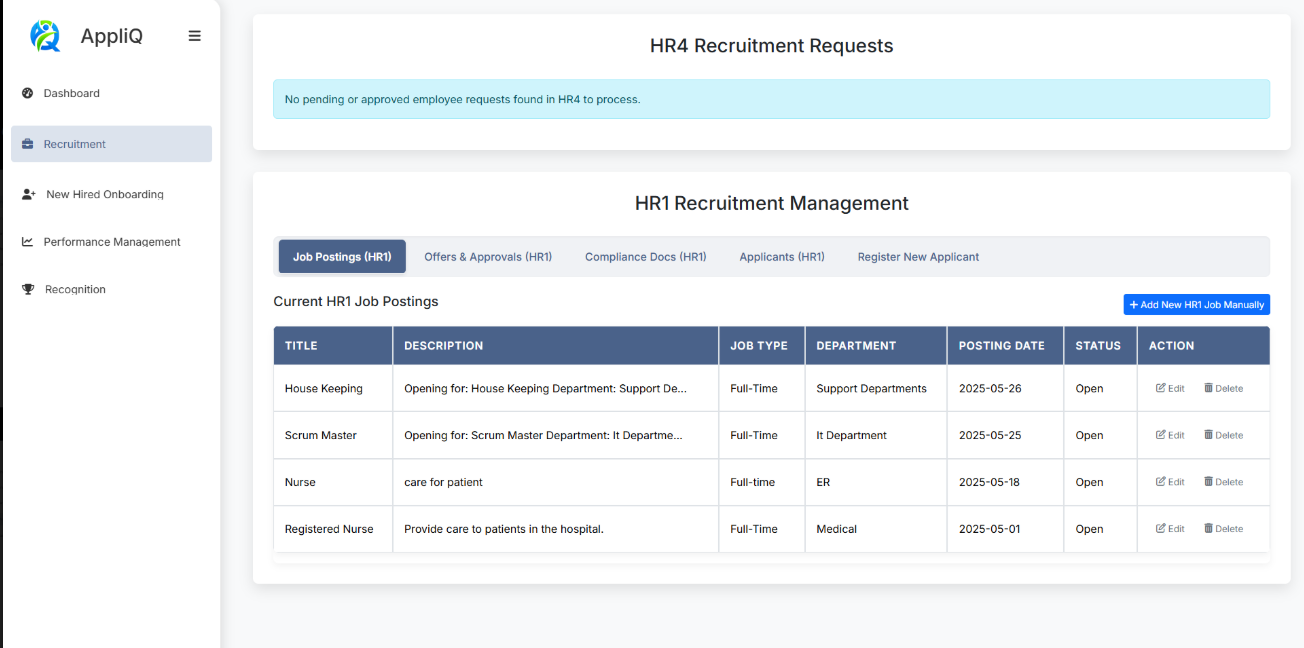 AppliQ
Dashboard
Recruitment
New Hired Onboarding
Performance Management
Recognition
HR4 Recruitment Requests
No pending or approved employee requests found in HR4 to process.
HR1 Recruitment Management
Job Postings (HR1) Offers & Approvals (HR1) Compliance Docs (HR1) Applicants (HR1) Register New Applicant
Current HR1 Job Postings
+ Add New HR1 Job Manually
TITLE DESCRIPTION JOB TYPE DEPARTMENT POSTING DATE STATUS ACTION
House Keeping Opening for: House Keeping Department: Support De... Full-Time Support Departments 2025-05-26 Open Edit Delete
Scrum Master Opening for: Scrum Master Department: It Departme... Full-Time It Department 2025-05-25 Open Edit Delete
Nurse care for patient Full-time ER 2025-05-18 Open Edit Delete
Registered Nurse Provide care to patients in the hospital. Full-Time Medical 2025-05-01 Open Edit Delete